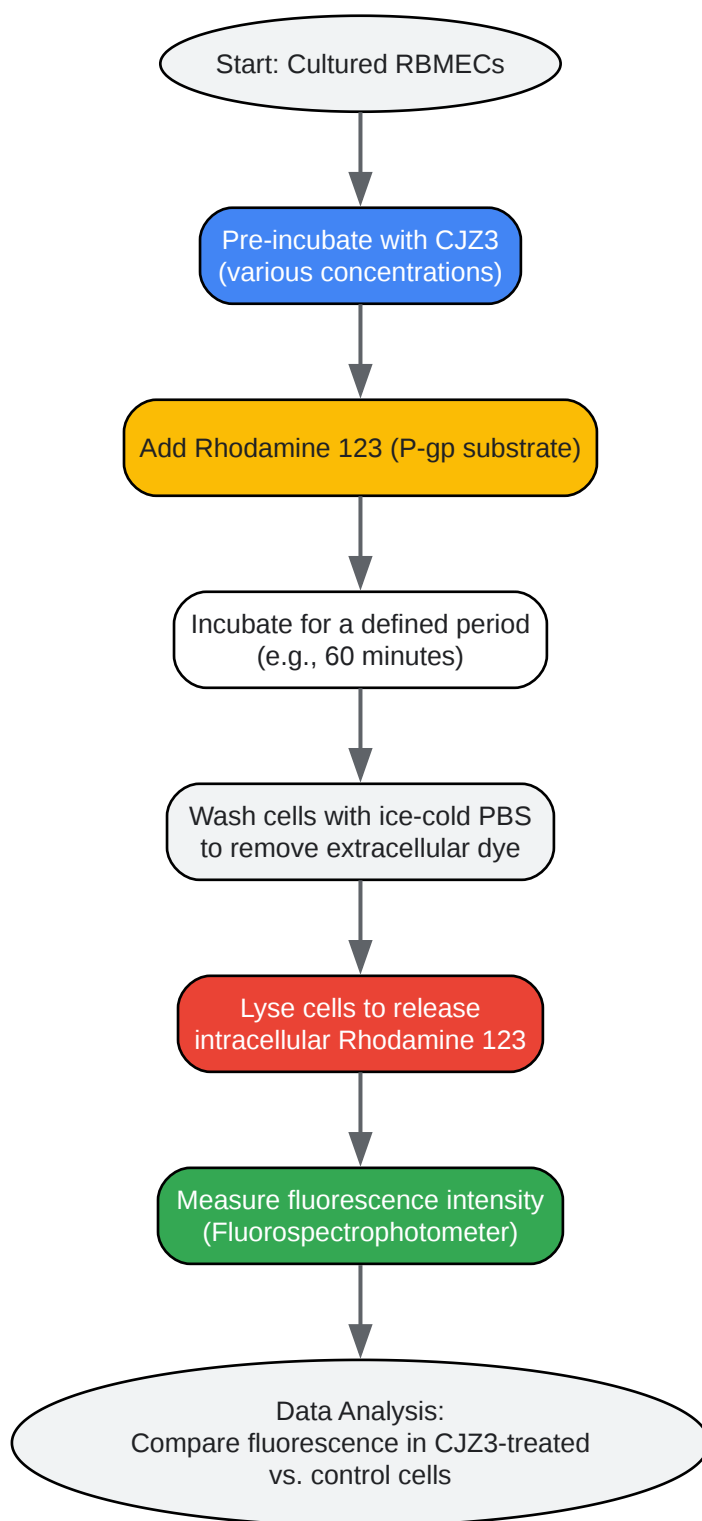 Start: Cultured RBMECs
Pre-incubate with CJZ3
(various concentrations)
Add Rhodamine 123 (P-gp substrate)
Incubate for a defined period
(e.g., 60 minutes)
Wash cells with ice-cold PBS
to remove extracellular dye
Lyse cells to release
intracellular Rhodamine 123
Measure fluorescence intensity
(Fluorospectrophotometer)
Data Analysis:
Compare fluorescence in CJZ3-treated
vs. control cells